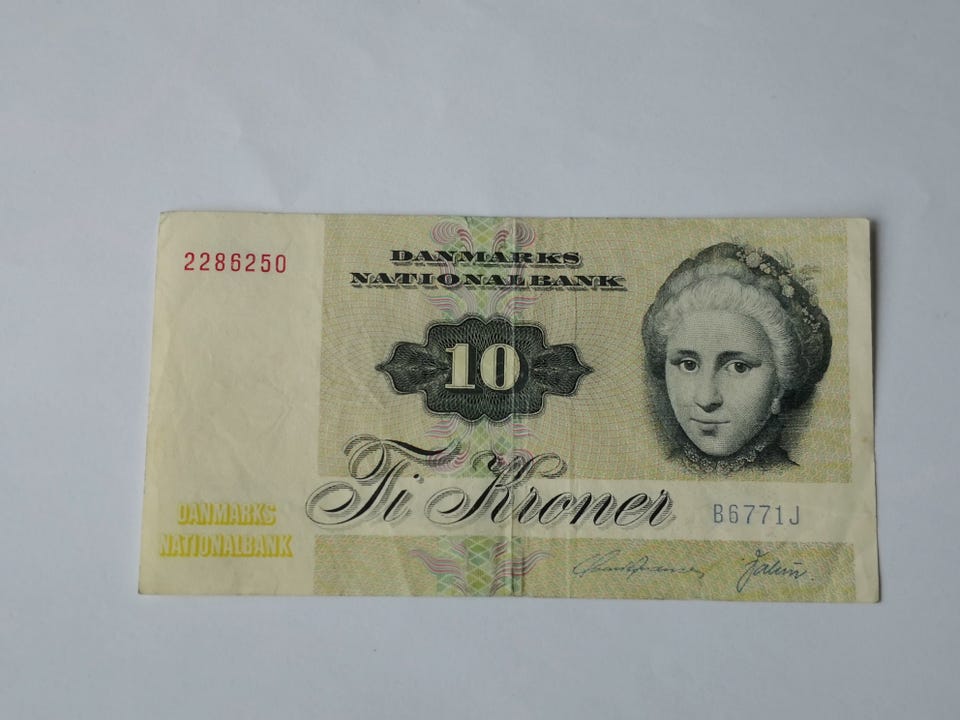 2286250
DANMARKS
NATIONALBANK
10
Ti Kroner
B6771J
DANMARKS
NATIONALBANK